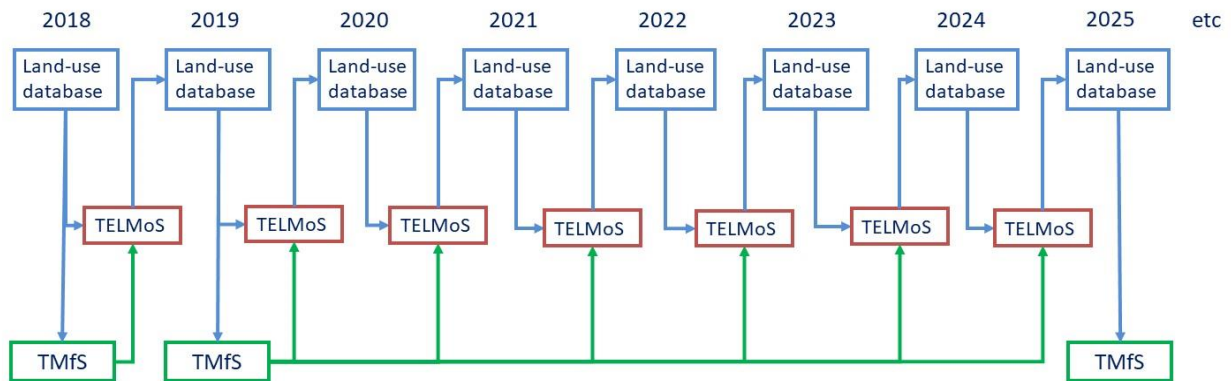 2018 2019 2020 2021 2022 2023 2024 2025 etc
Land-use Land-use Land-use Land-use Land-use Land-use Land-use Land-use
database database database database database database database database
TELMoS TELMoS TELMoS TELMoS TELMoS TELMoS TELMoS
TMfS TMfS TMfS